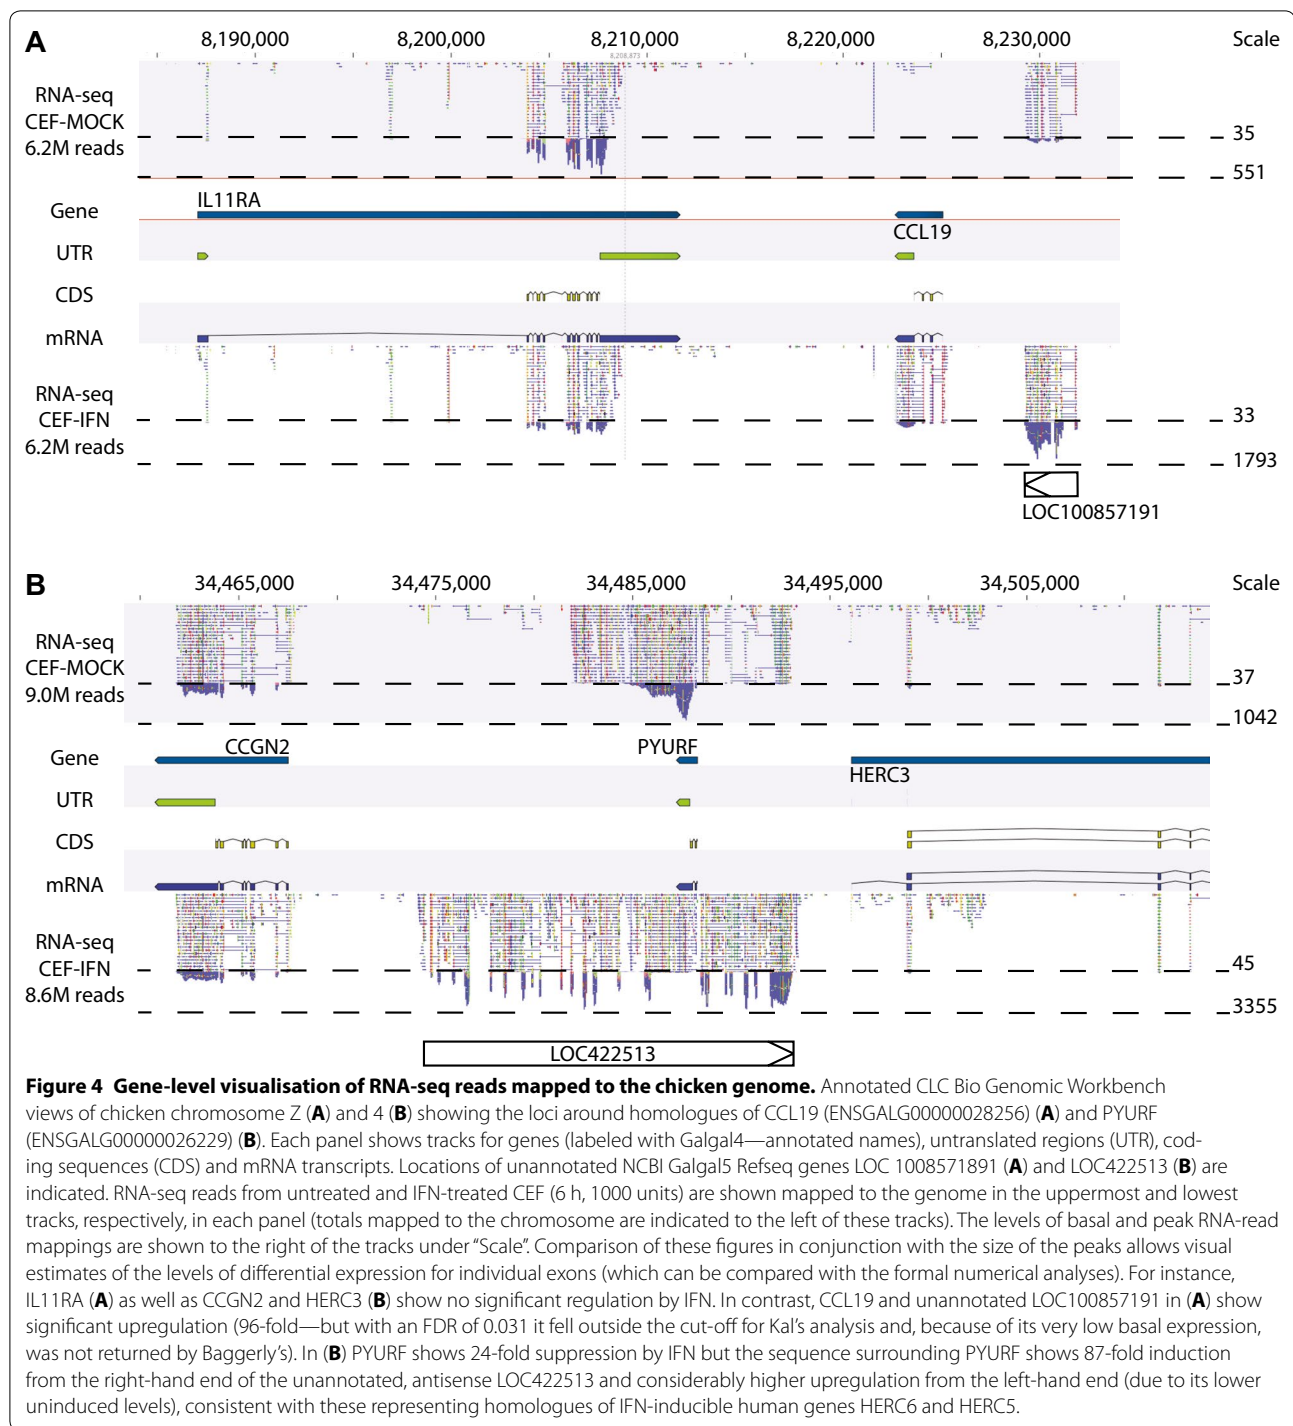 A
8,190,000 8,200,000 8,210,000 8,220,000 8,230,000 Scale
8,208,873
RNA-seq
CEF-MOCK
6.2M reads
35
551
IL11RA
Gene
CCL19
UTR
CDS
mRNA
RNA-seq
CEF-IFN
6.2M reads
33
1793
LOC100857191
B
34,465,000 34,475,000 34,485,000 34,495,000 34,505,000 Scale
RNA-seq
CEF-MOCK
9.0M reads
37
1042
CCGN2 PYURF
Gene
HERC3
UTR
CDS
mRNA
RNA-seq
CEF-IFN
8.6M reads
45
3355
LOC422513
Figure 4 Gene-level visualisation of RNA-seq reads mapped to the chicken genome. Annotated CLC Bio Genomic Workbench
views of chicken chromosome Z (A) and 4 (B) showing the loci around homologues of CCL19 (ENSGALG00000028256) (A) and PYURF
(ENSGALG00000026229) (B). Each panel shows tracks for genes (labeled with Galgal4—annotated names), untranslated regions (UTR), cod-
ing sequences (CDS) and mRNA transcripts. Locations of unannotated NCBI Galgal5 Refseq genes LOC 1008571891 (A) and LOC422513 (B) are
indicated. RNA-seq reads from untreated and IFN-treated CEF (6 h, 1000 units) are shown mapped to the genome in the uppermost and lowest
tracks, respectively, in each panel (totals mapped to the chromosome are indicated to the left of these tracks). The levels of basal and peak RNA-read
mappings are shown to the right of the tracks under "Scale". Comparison of these figures in conjunction with the size of the peaks allows visual
estimates of the levels of differential expression for individual exons (which can be compared with the formal numerical analyses). For instance,
IL11RA (A) as well as CCGN2 and HERC3 (B) show no significant regulation by IFN. In contrast, CCL19 and unannotated LOC100857191 in (A) show
significant upregulation (96-fold—but with an FDR of 0.031 it fell outside the cut-off for Kal's analysis and, because of its very low basal expression,
was not returned by Baggerly's). In (B) PYURF shows 24-fold suppression by IFN but the sequence surrounding PYURF shows 87-fold induction
from the right-hand end of the unannotated, antisense LOC422513 and considerably higher upregulation from the left-hand end (due to its lower
uninduced levels), consistent with these representing homologues of IFN-inducible human genes HERC6 and HERC5.